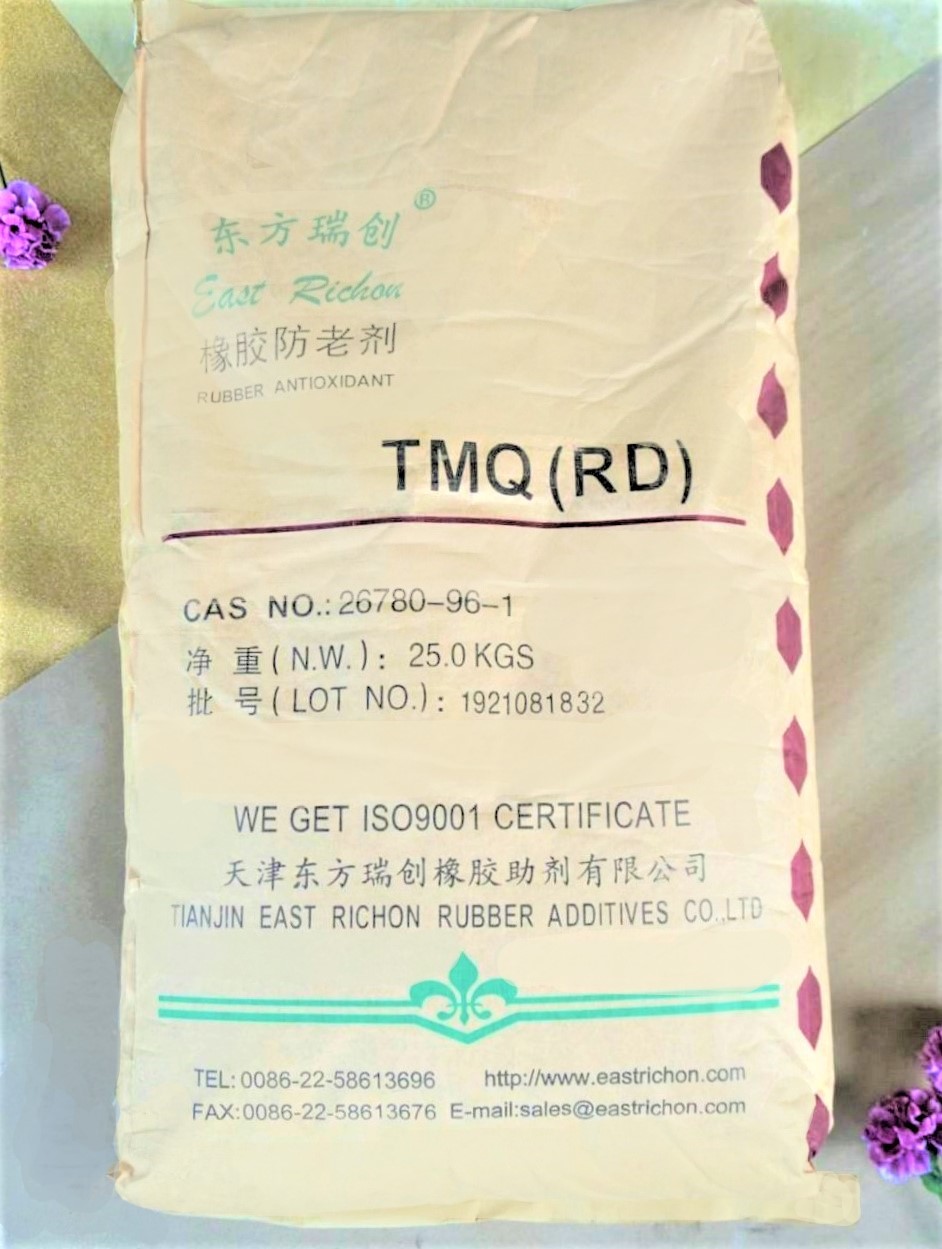 东方瑞创®
East Richon
橡胶防老剂
RUBBER ANTIOXIDANT
TMQ(RD)
CAS NO.:26780-96-1
净 重(N.W.): 25.0KGS
批 号(LOT NO.): 1921081832
WE GET ISO9001 CERTIFICATE
天津东方瑞创橡胶助剂有限公司
TIANJIN EAST RICHON RUBBER ADDITIVES CO.,LTD
TEL:0086-22-58613696 http://www.eastrichon.com
FAX:0086-22-58613676 E-mail:sales@eastrichon.com